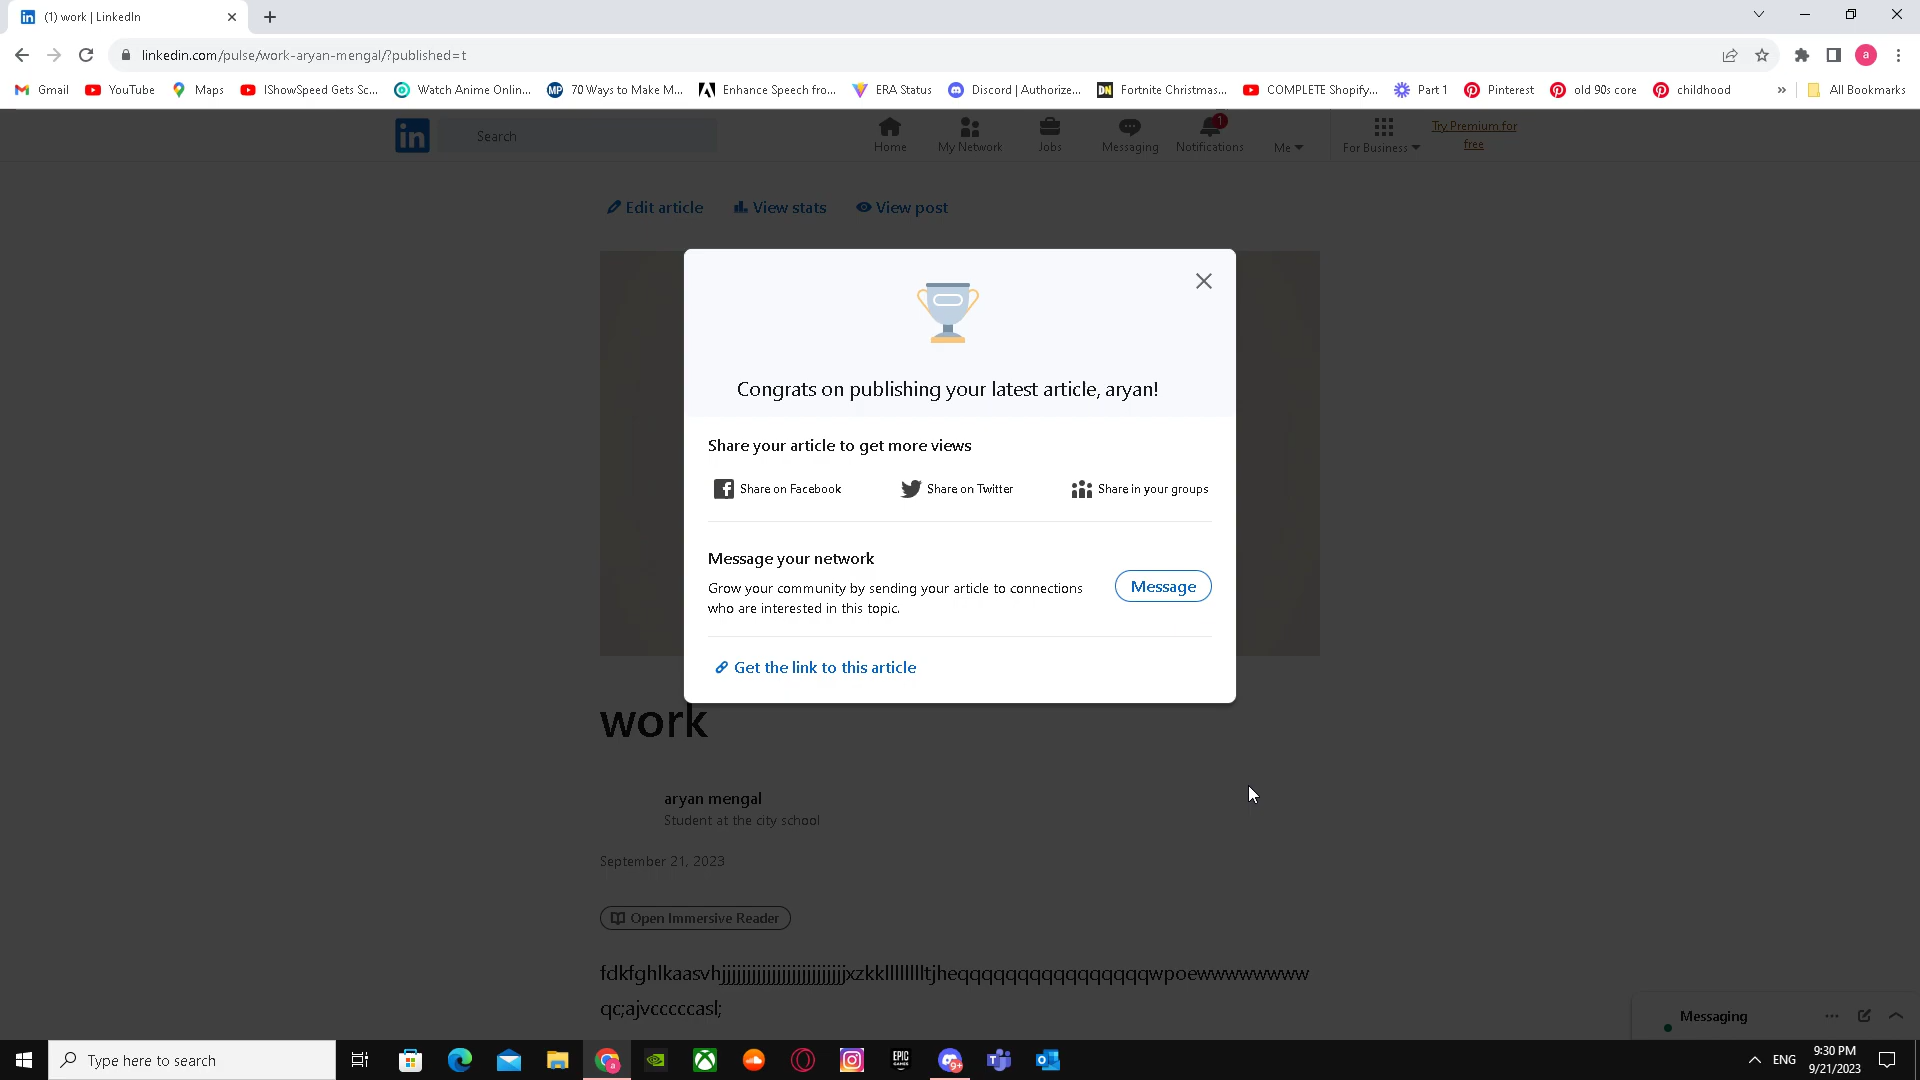 (1) work | LinkedIn
linkedin.com/pulse/work-aryan-mengal/?published=t
a
Gmail
YouTube
Maps
IShowSpeed Gets Sc...
Watch Anime Onlin...
MP
70 Ways to Make M...
Enhance Speech fro...
ERA Status
Discord | Authorize...
DN
Fortnite Christmas...
COMPLETE Shopify...
Part 1
Pinterest
old 90s core
childhood
»
All Bookmarks
in
Search
Home
My Network
Jobs
Messaging
1
Notifications
Me
For Business
Try Premium for
free
Edit article
View stats
View post
Congrats on publishing your latest article, aryan!
Share your article to get more views
Share on Facebook
Share on Twitter
Share in your groups
Message your network
Grow your community by sending your article to connections
who are interested in this topic.
Message
Get the link to this article
work
aryan mengal
Student at the city school
September 21, 2023
Open Immersive Reader
qc;ajvcccccasl;
Messaging
Type here to search
EPIC
GAMES
9+
ENG
9:30 PM
9/21/2023